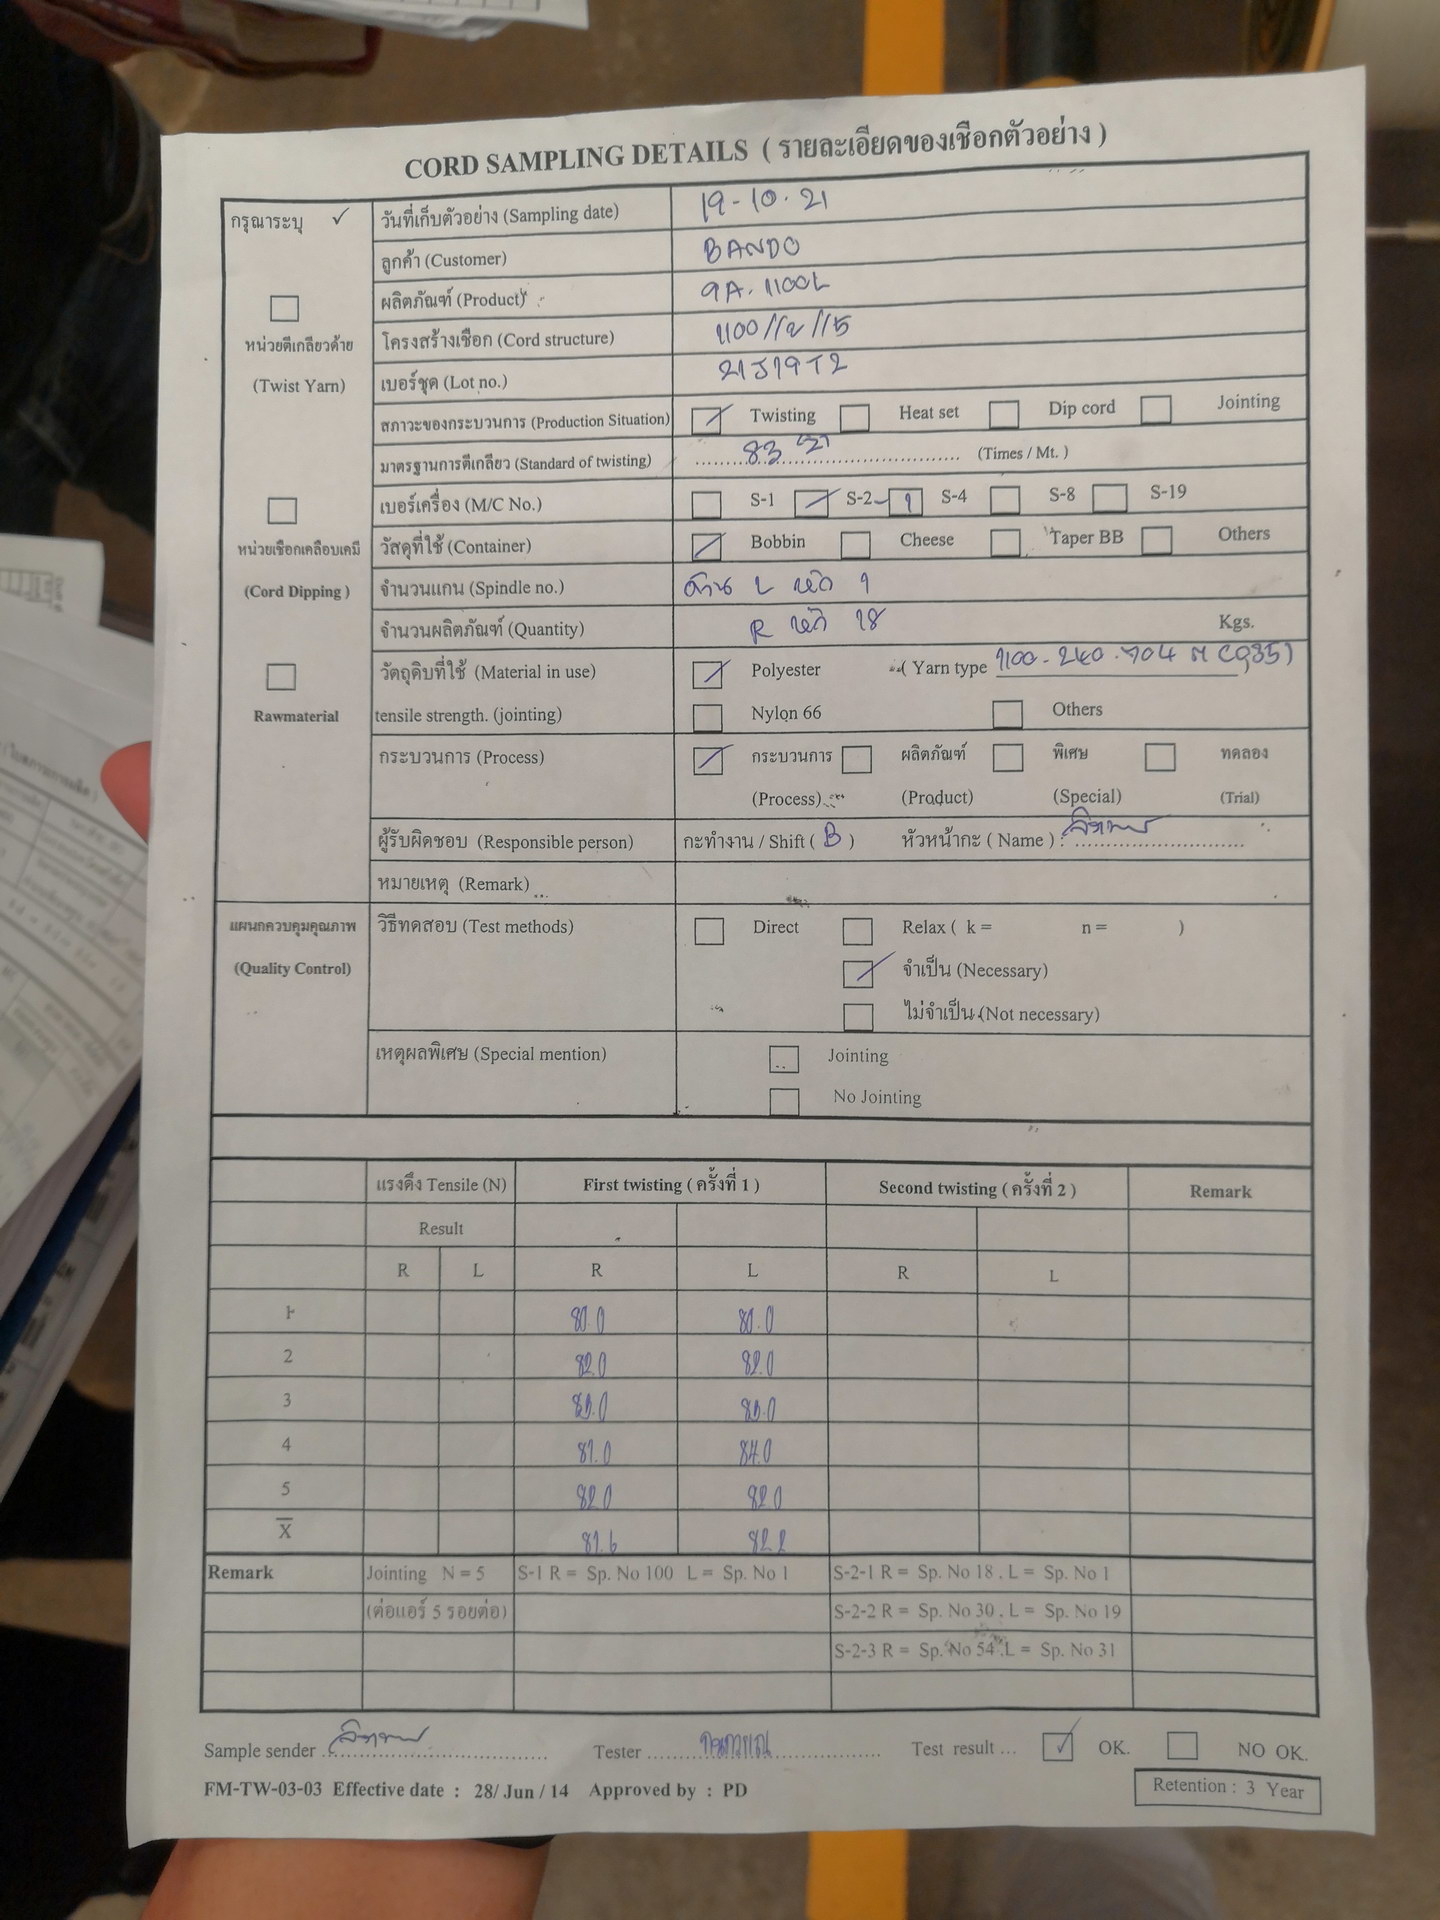 CORD SAMPLING DETAILS ( รายละเอียดของเชือกตัวอย่าง )
กรุณาระบุ ✓ วันที่เก็บตัวอย่าง (Sampling date) 19-10-21
ลูกค้า (Customer) BANDO
ผลิตภัณฑ์ (Product) 9A-1100L
โครงสร้างเชือก (Cord structure) 1100//2//5
หน่วยตีเกลียวด้าย
(Twist Yarn) เบอร์ชุด (Lot no.) 21J19T2
สภาวะของกระบวนการ (Production Situation) Twisting Heat set Dip cord Jointing
มาตรฐานการตีเกลียว (Standard of twisting) 83 (Times / Mt. )
เบอร์เครื่อง (M/C No.) S-1 S-2- 1 S-4 S-8 S-19
หน่วยเชือกเคลือบเคมี วัสดุที่ใช้ (Container) Bobbin Cheese Taper BB Others
(Cord Dipping ) จำนวนแกน (Spindle no.) ด้าน L หลัก 1
จำนวนผลิตภัณฑ์ (Quantity) R หลัก 18 Kgs.
วัตถุดิบที่ใช้ (Material in use) Polyester ( Yarn type 1100-240-704 M (Q35) )
Rawmaterial tensile strength. (jointing) Nylon 66 Others
กระบวนการ (Process) กระบวนการ ผลิตภัณฑ์ พิเศษ ทดลอง
(Process) (Product) (Special) (Trial)
ผู้รับผิดชอบ (Responsible person) กะทำงาน / Shift ( B ) หัวหน้ากะ ( Name ) :
หมายเหตุ (Remark)
แผนกควบคุมคุณภาพ วิธีทดสอบ (Test methods) Direct Relax ( k = n = )
(Quality Control) จำเป็น (Necessary)
ไม่จำเป็น (Not necessary)
เหตุผลพิเศษ (Special mention) Jointing
No Jointing
แรงดึง Tensile (N) First twisting ( ครั้งที่ 1 ) Second twisting ( ครั้งที่ 2 ) Remark
Result
R L R L R L
1 80.0 80.0
2 82.0 82.0
3
4 81.0 84.0
5 82.0 82.0
X 81.6 82.2
Remark Jointing N = 5 S-1 R = Sp. No 100 L = Sp. No 1 S-2-1 R = Sp. No 18 , L = Sp. No 1
(ต่อแอร์ 5 รอยต่อ) S-2-2 R = Sp. No 30 , L = Sp. No 19
S-2-3 R = Sp. No 54 .L = Sp. No 31
Sample sender Tester Test result ... OK. NO OK.
FM-TW-03-03 Effective date : 28/ Jun / 14 Approved by : PD Retention : 3 Year